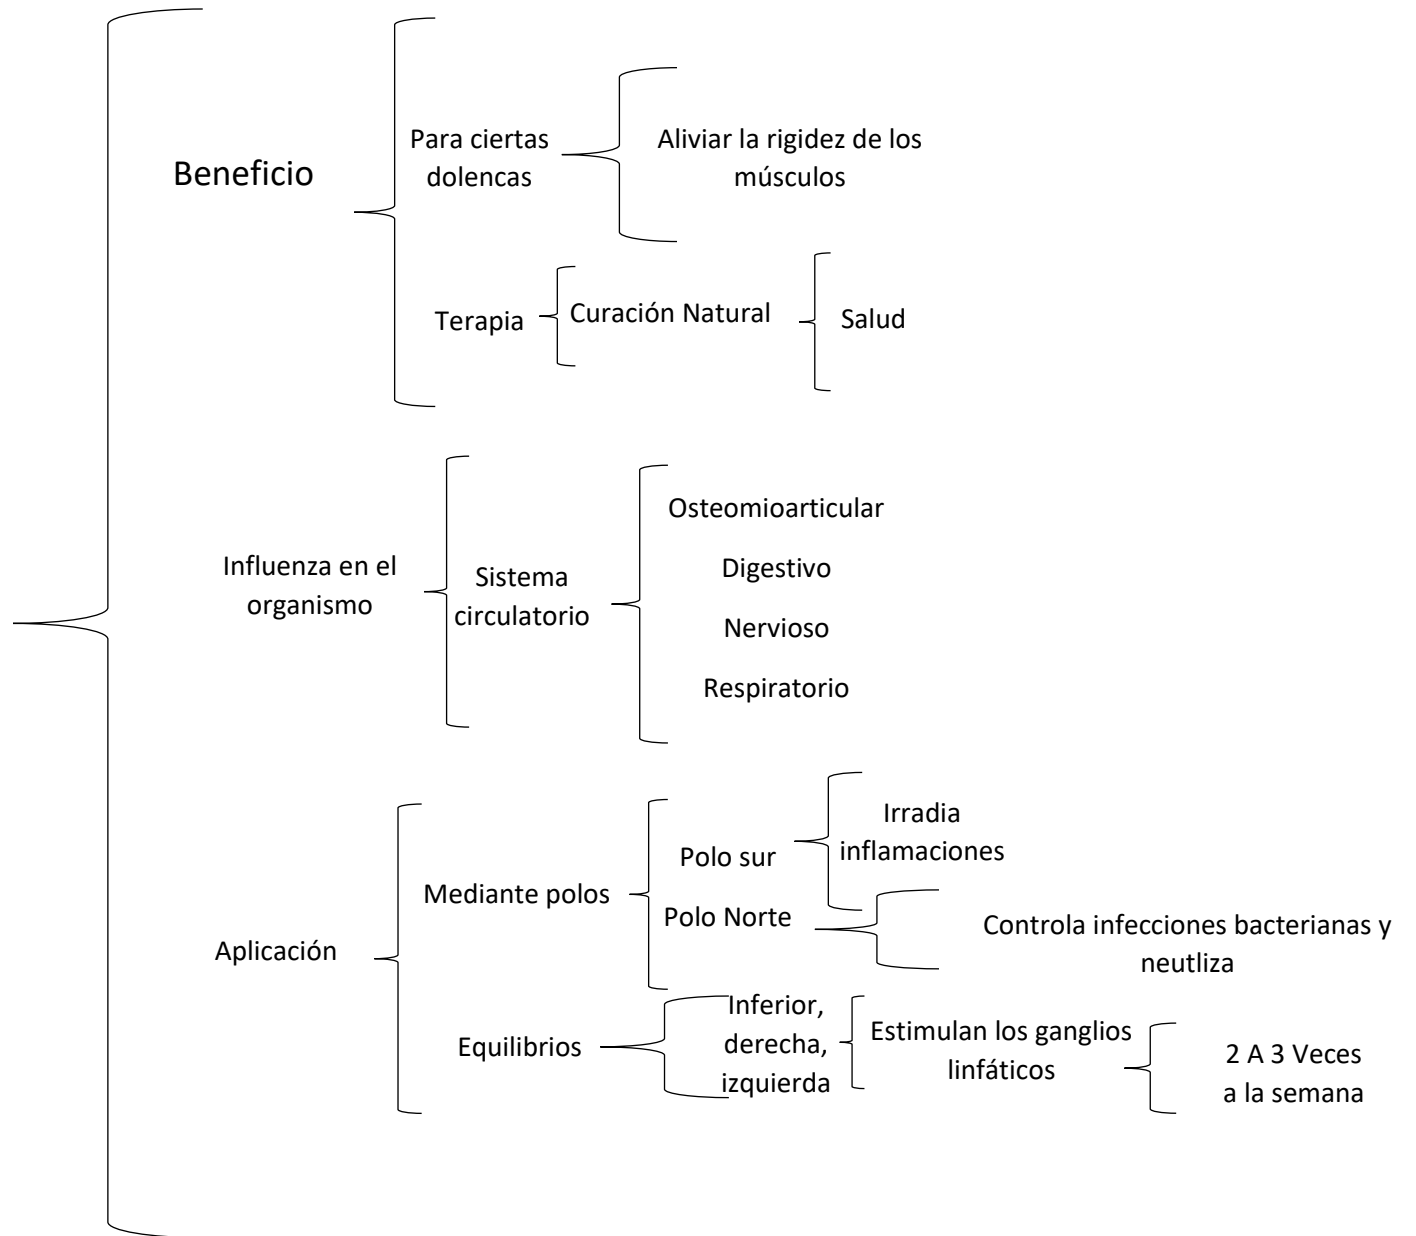 Beneficio
Para ciertas
dolencas
Aliviar la rigidez de los
músculos
Terapia
Curación Natural
Salud
Influenza en el
organismo
Sistema
circulatorio
Osteomioarticular
Digestivo
Nervioso
Respiratorio
Aplicación
Mediante polos
Polo sur
Irradia
inflamaciones
Polo Norte
Controla infecciones bacterianas y
neutliza
Equilibrios
Inferior,
derecha,
izquierda
Estimulan los ganglios
linfáticos
2 A 3 Veces
a la semana